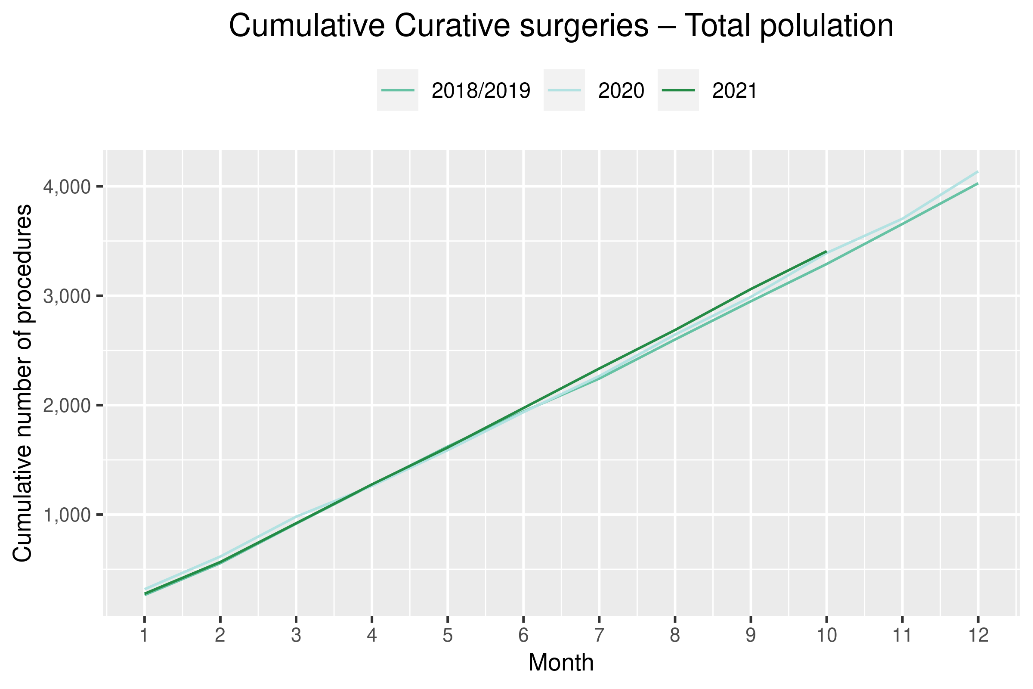 Cumulative Curative surgeries – Total polulation
2018/2019 2020 2021
Cumulative number of procedures
4,000
3,000
2,000
1,000
1 2 3 4 5 6 7 8 9 10 11 12
Month